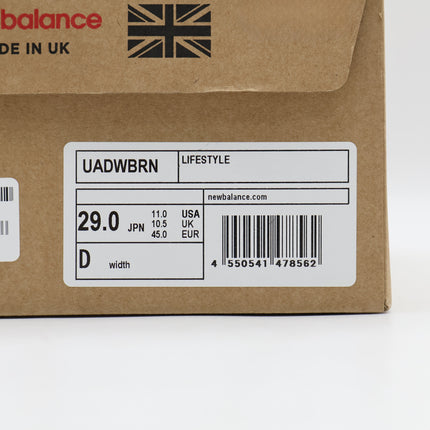 balance
DE IN UK
UADWBRN
LIFESTYLE
newbalance.com
29.0 JPN
11.0 USA
10.5 UK
45.0 EUR
D width
4 550541 478562